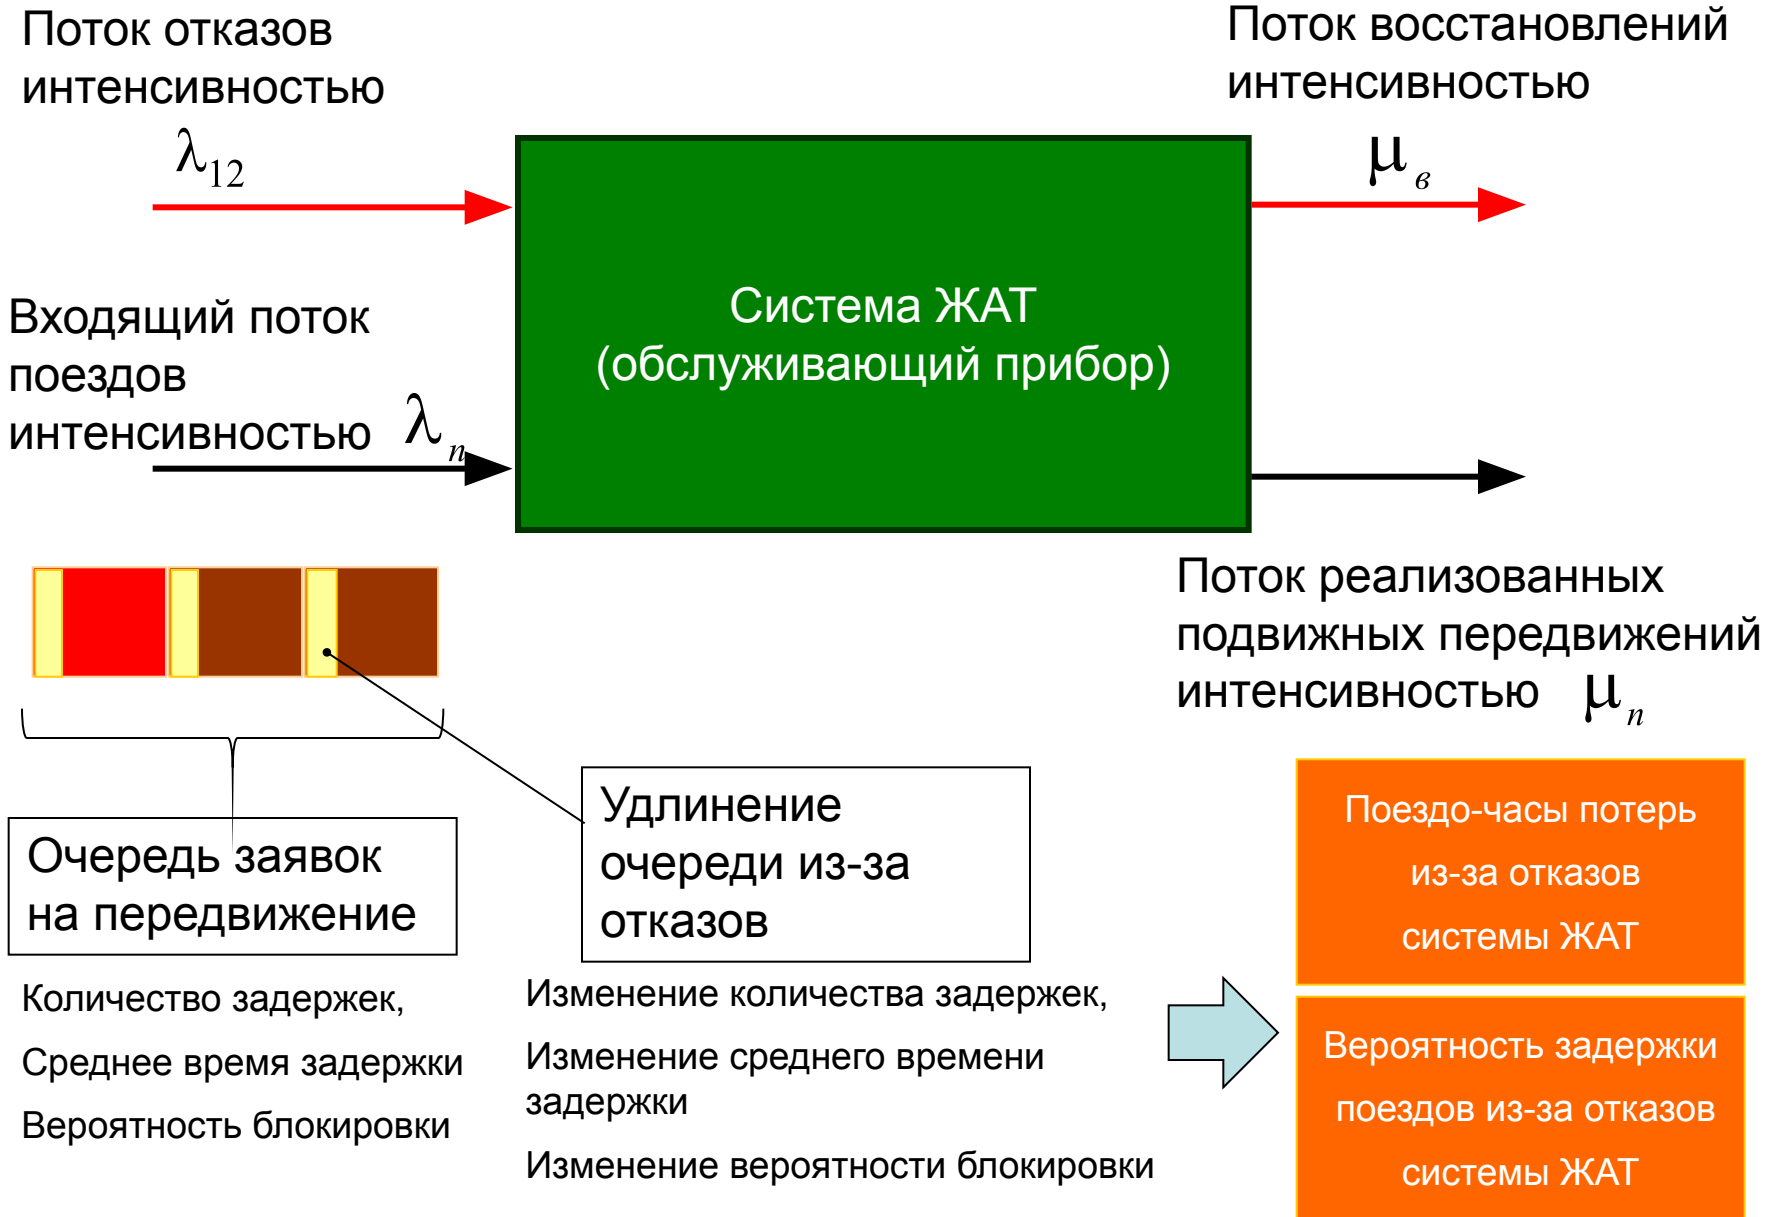 Поток отказов
интенсивностью
λ12
Поток восстановлений
интенсивностью
μв
Система ЖАТ
(обслуживающий прибор)
Входящий поток
поездов
интенсивностью λп
Поток реализованных
подвижных передвижений
интенсивностью μп
Очередь заявок
на передвижение
Удлинение
очереди из-за
отказов
Количество задержек,
Среднее время задержки
Вероятность блокировки
Изменение количества задержек,
Изменение среднего времени
задержки
Изменение вероятности блокировки
Поездо-часы потерь
из-за отказов
системы ЖАТ
Вероятность задержки
поездов из-за отказов
системы ЖАТ